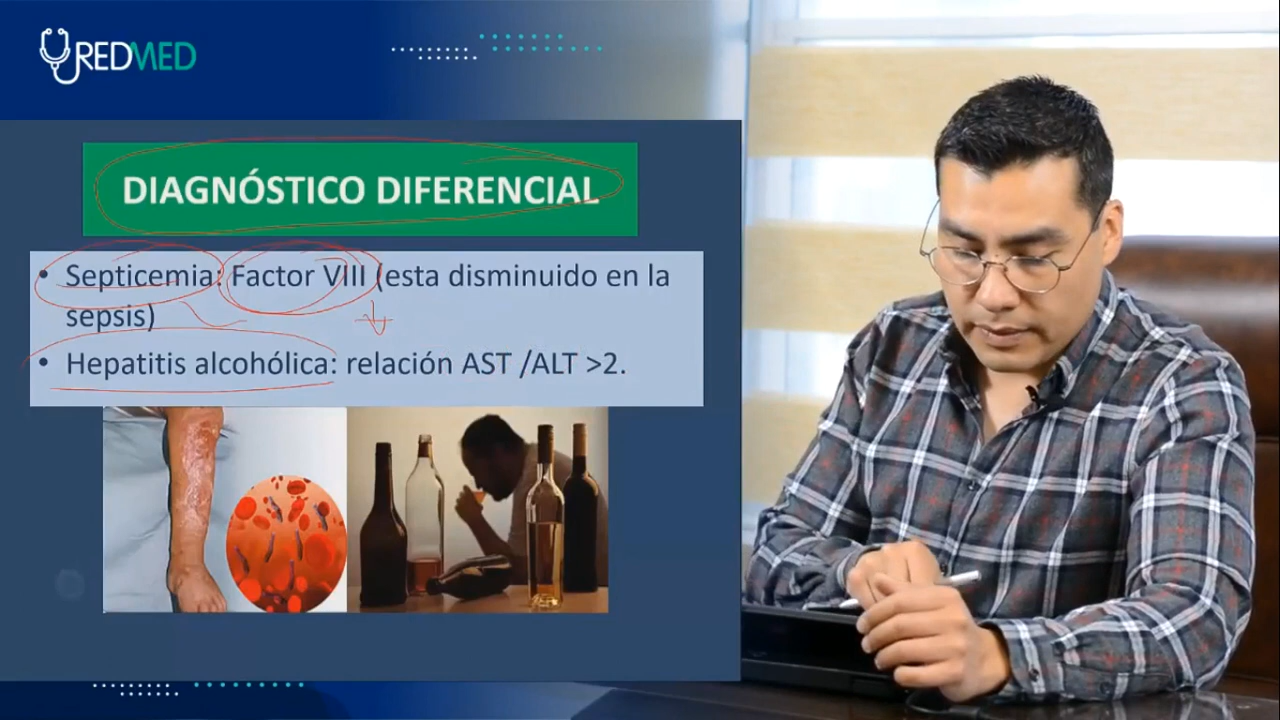 REDMED
DIAGNÓSTICO DIFERENCIAL
• Septicemia: Factor VIII (esta disminuido en la
sepsis)
• Hepatitis alcohólica: relación AST /ALT >2.